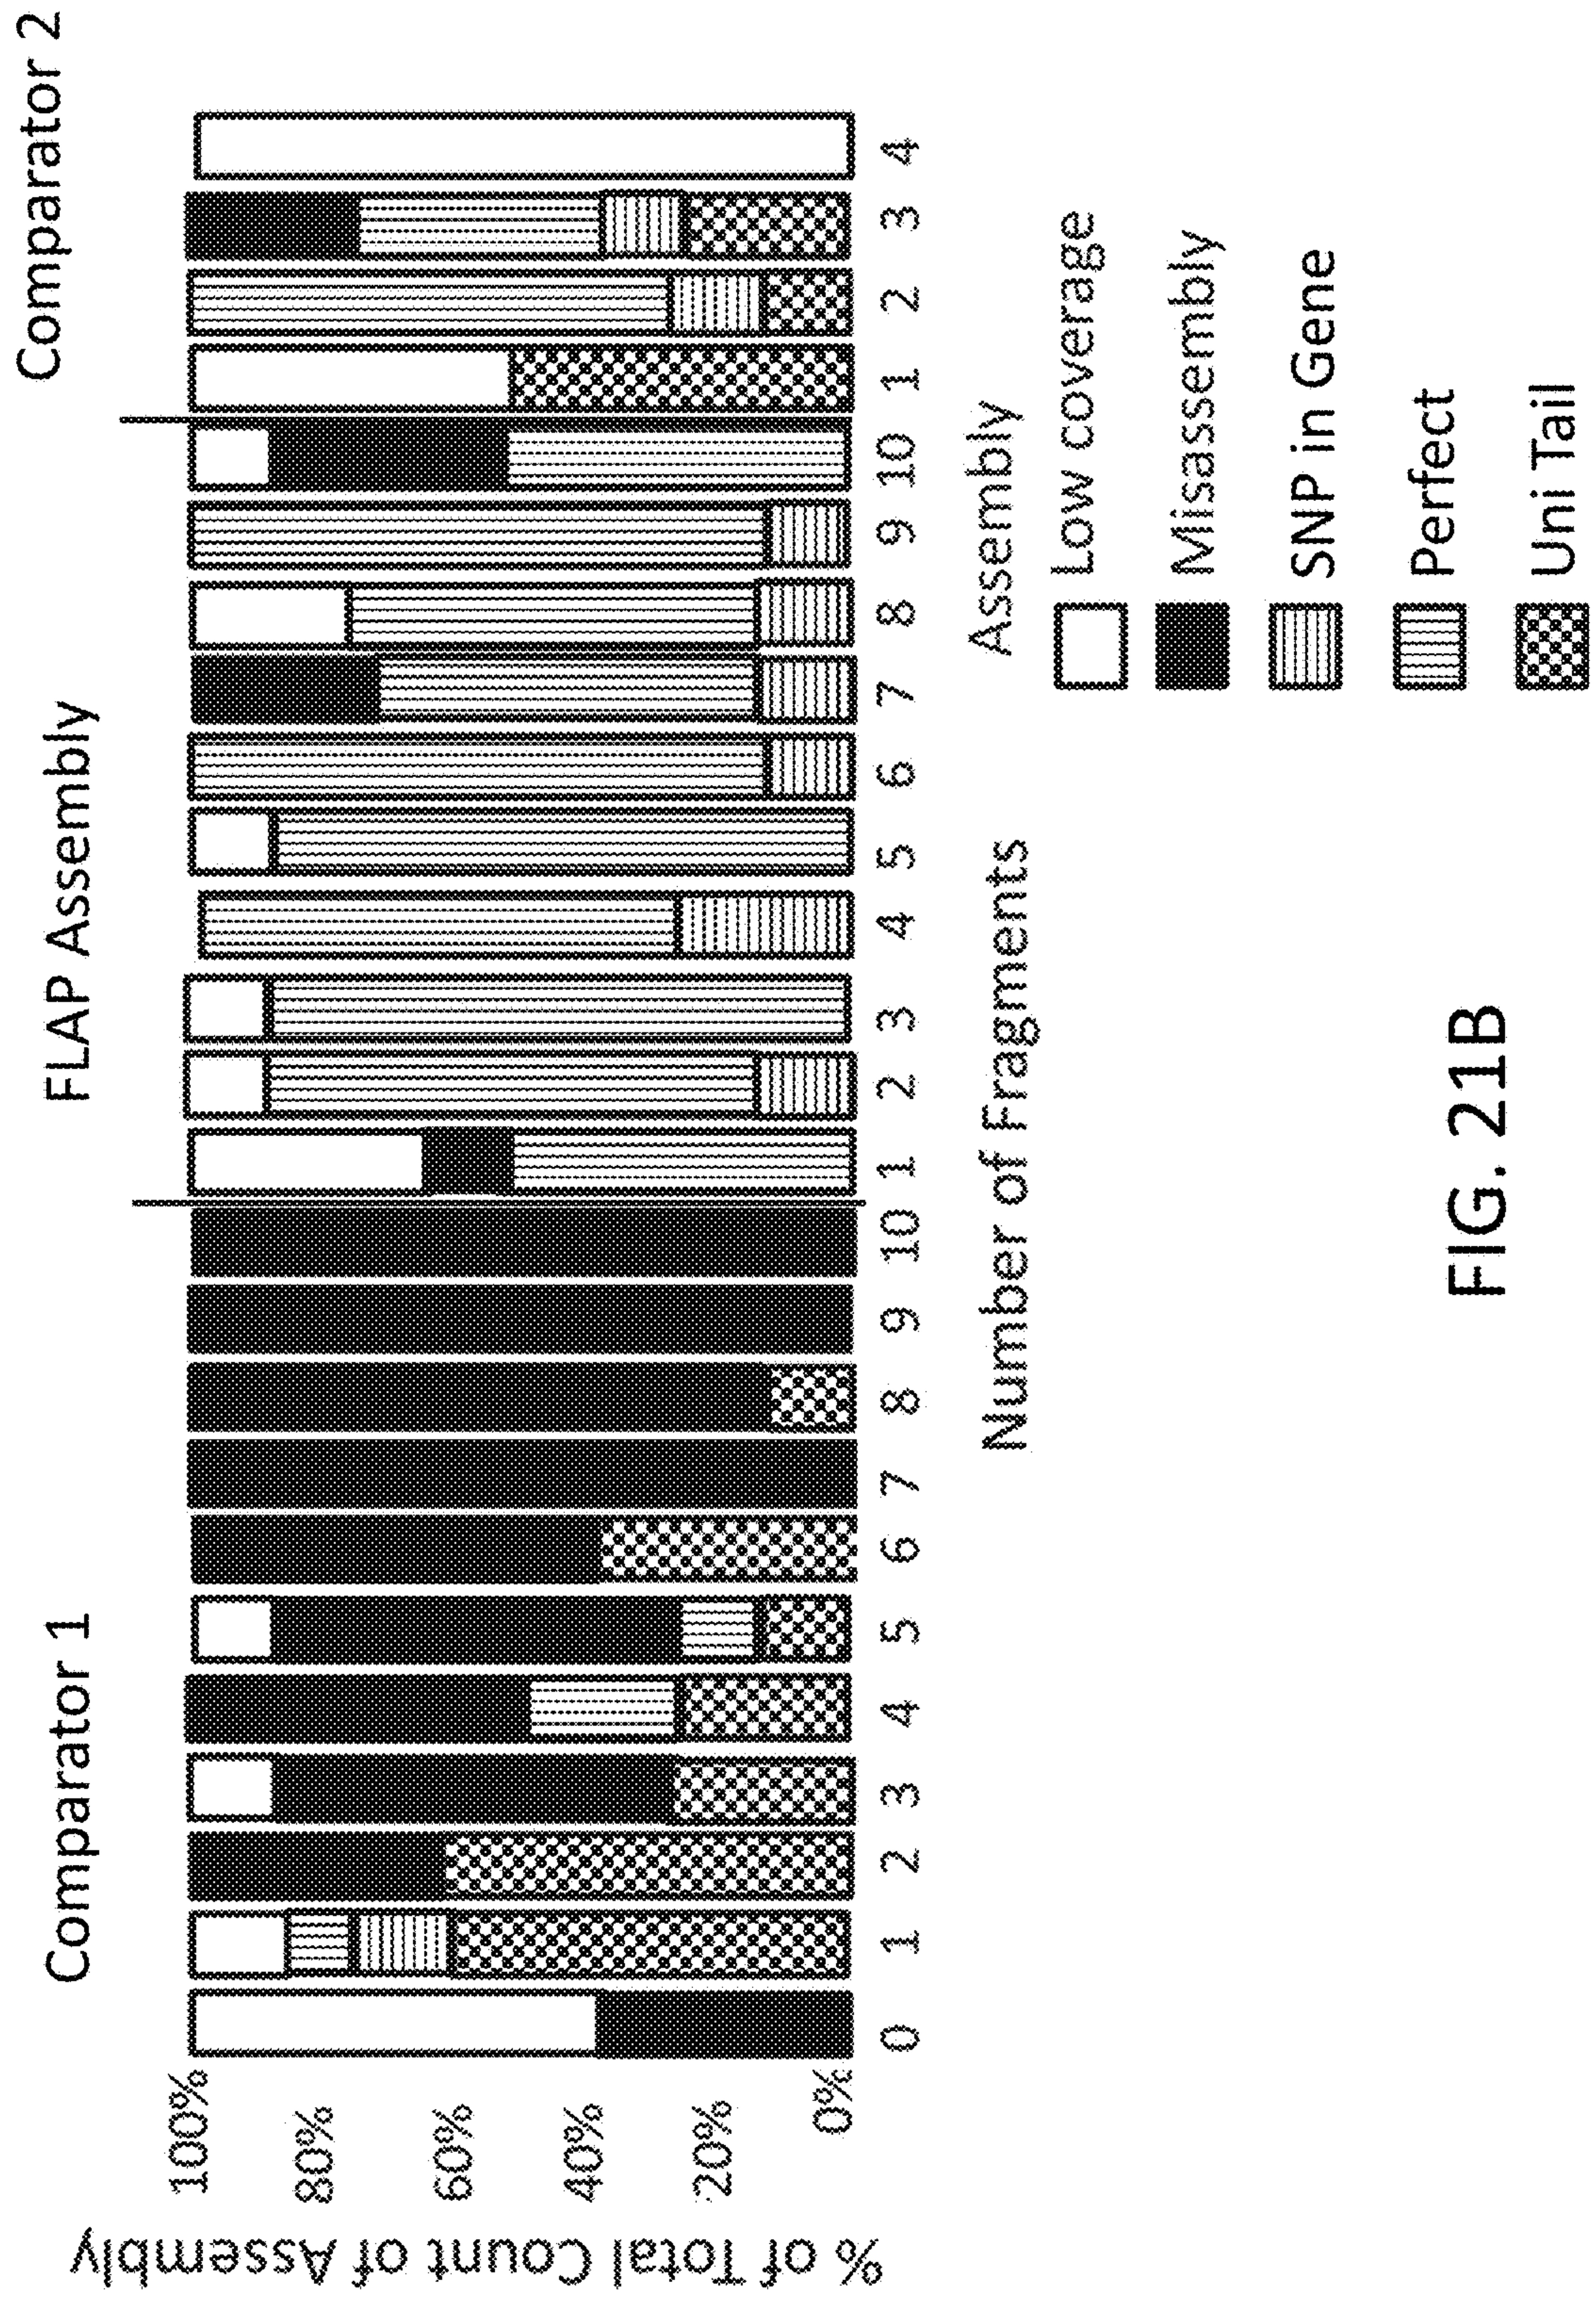 Comparator 1 FLAP Assembly Comparator 2
% of Total Count of Assembly
100%
80%
60%
40%
20%
0%
0 1 2 3 4 5 6 7 8 9 10 1 2 3 4 5 6 7 8 9 10 1 2 3 4
Number of Fragments
Assembly
Low coverage
Misassembly
SNP in Gene
Perfect
Uni Tail
FIG. 21B